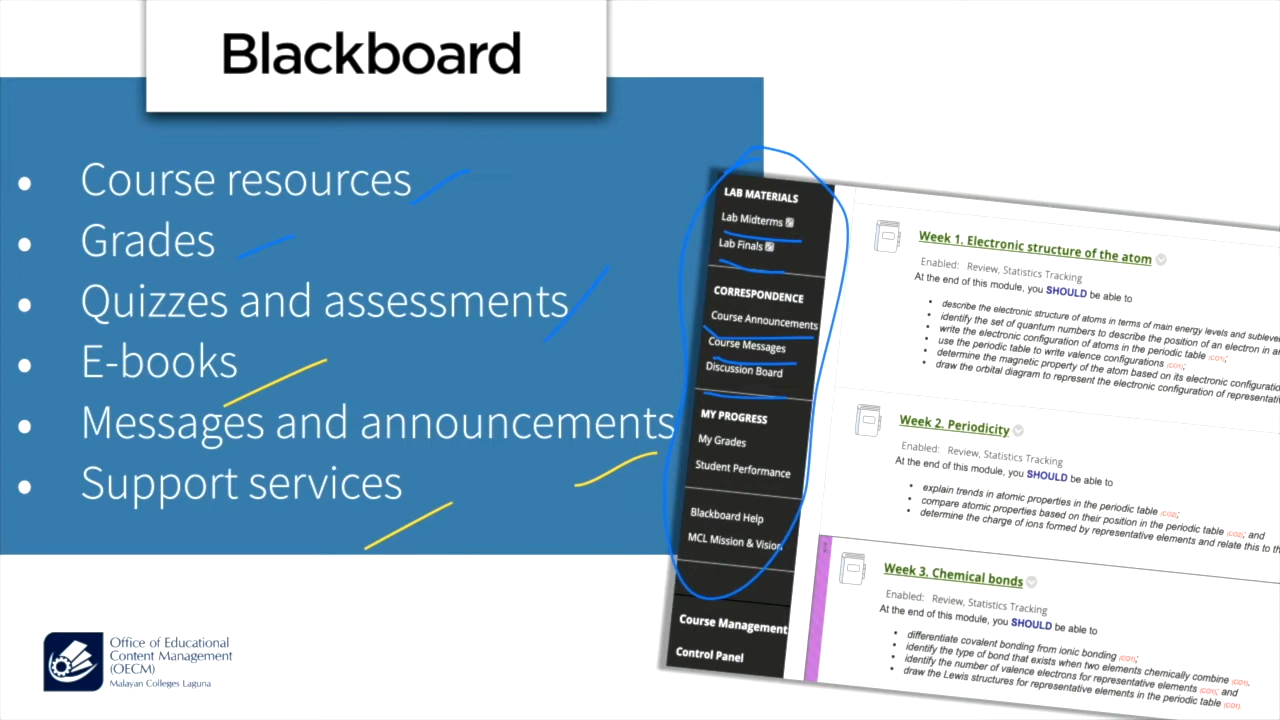 Blackboard
• Course resources
• Grades
• Quizzes and assessments
• E-books
• Messages and announcements
• Support services
LAB MATERIALS
Lab Midterms
Lab Finals
CORRESPONDENCE
Course Announcements
Course Messages
Discussion Board
MY PROGRESS
My Grades
Student Performance
Blackboard Help
MCL Mission & Vision
Course Management
Control Panel
Week 1. Electronic structure of the atom
Enabled: Review, Statistics Tracking
At the end of this module, you SHOULD be able to
• describe the electronic structure of atoms in terms of main energy levels and
• identify the set of quantum numbers to describe the position of an electron in
• write the electronic configuration of atoms in the periodic table (CO1);
• use the periodic table to write valence configurations (CO1);
• determine the magnetic property of the atom based on its electronic
• draw the orbital diagram to represent the electronic configuration of
Week 2. Periodicity
Enabled: Review, Statistics Tracking
At the end of this module, you SHOULD be able to
• explain trends in atomic properties in the periodic table (CO2);
• compare atomic properties based on their position in the periodic table (CO2); and
• determine the charge of ions formed by representative elements and relate this to
Week 3. Chemical bonds
Enabled: Review, Statistics Tracking
At the end of this module, you SHOULD be able to
• differentiate covalent bonding from ionic bonding (CO1);
• identify the type of bond that exists when two elements chemically combine (CO1).
• identify the number of valence electrons for representative elements (CO1); and
• draw the Lewis structures for representative elements in the periodic table (CO1).
Office of Educational
Content Management
(OECM)
Malayan Colleges Laguna